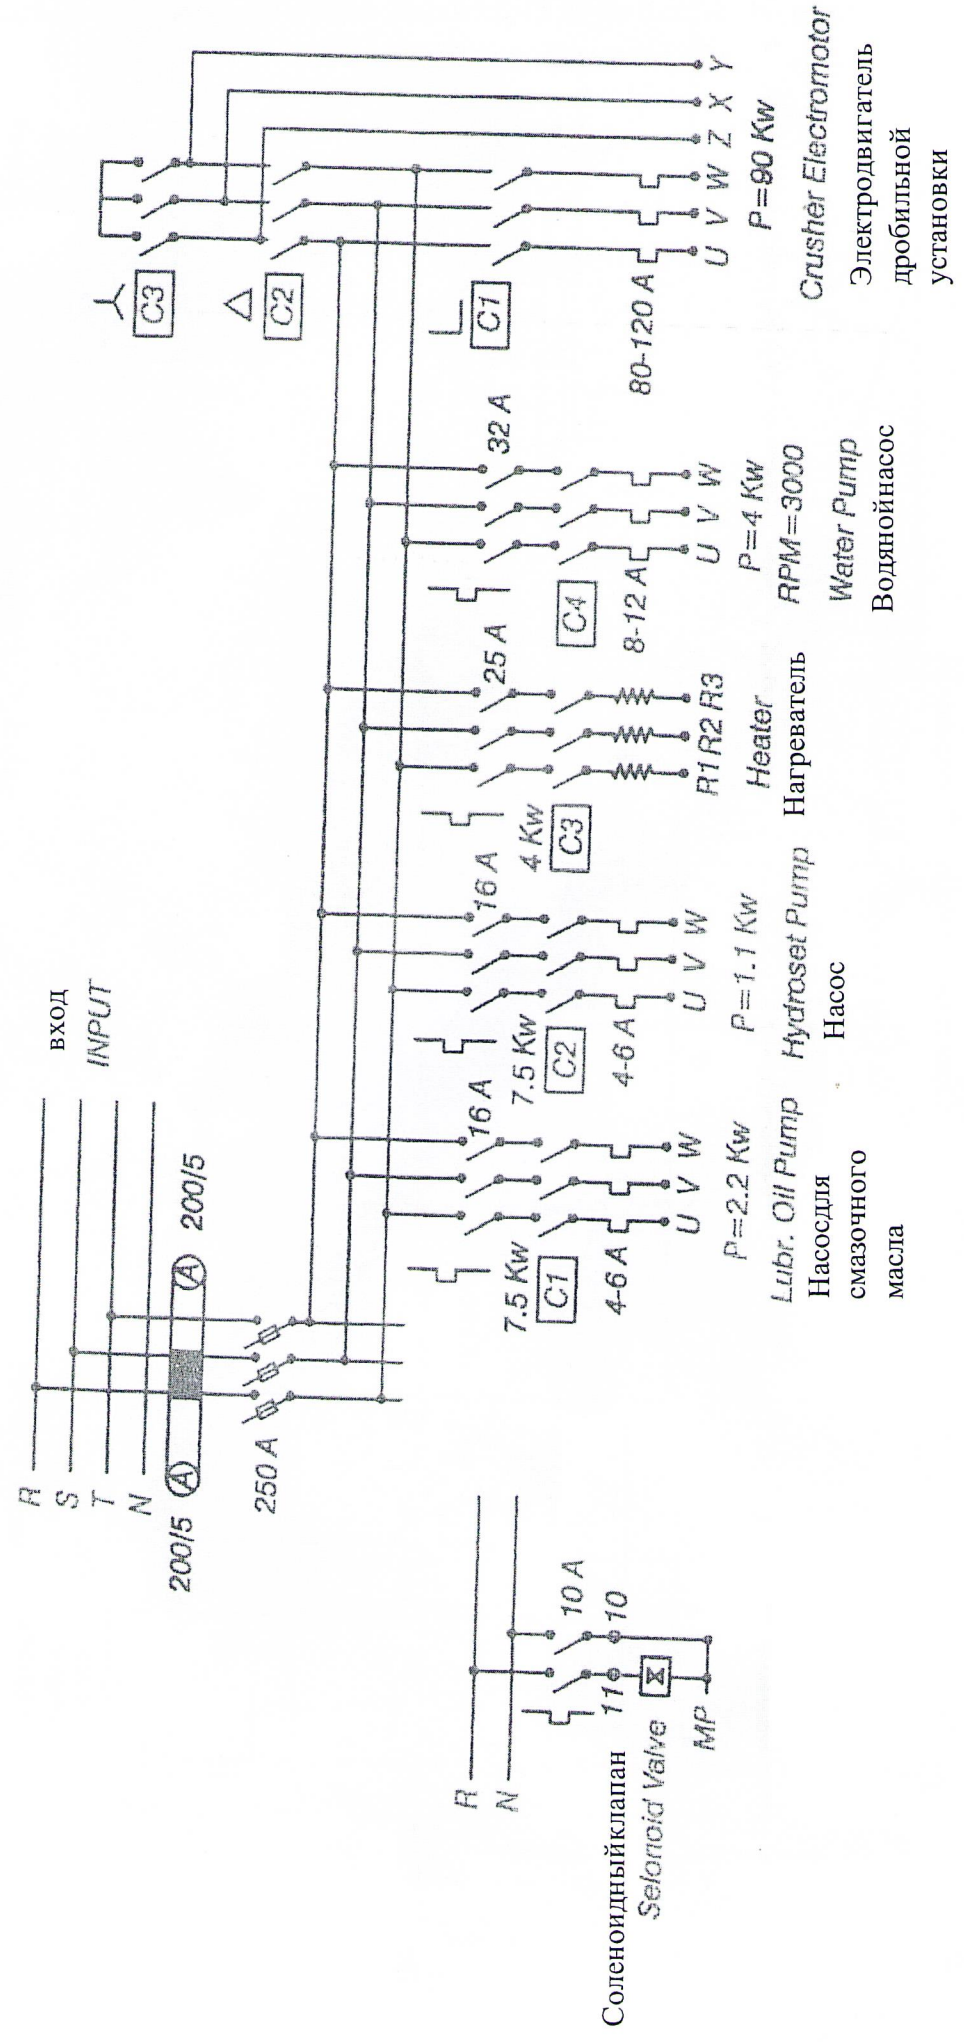 R
S
T
N
вход
INPUT
200/5
A
A
200/5
250 A
R
N
10 A
11
10
Соленоидныйклапан
Selonoid Valve
MP
16 A
7.5 Kw
C1
4-6 A
U V W
P=2.2 Kw
Lubr. Oil Pump
Насосдля
смазочного
масла
16 A
7.5 Kw
C2
4-6 A
U V W
P=1.1 Kw
Hydroset Pump
Насос
25 A
4 Kw
C3
R1 R2 R3
Heater
Нагреватель
32 A
C4
8-12 A
U V W
P=4 Kw
RPM=3000
Water Pump
Водянойнасос
C3
C2
C1
80-120 A
U V W Z X Y
P=90 Kw
Crusher Electromotor
Электродвигатель
дробильной
установки